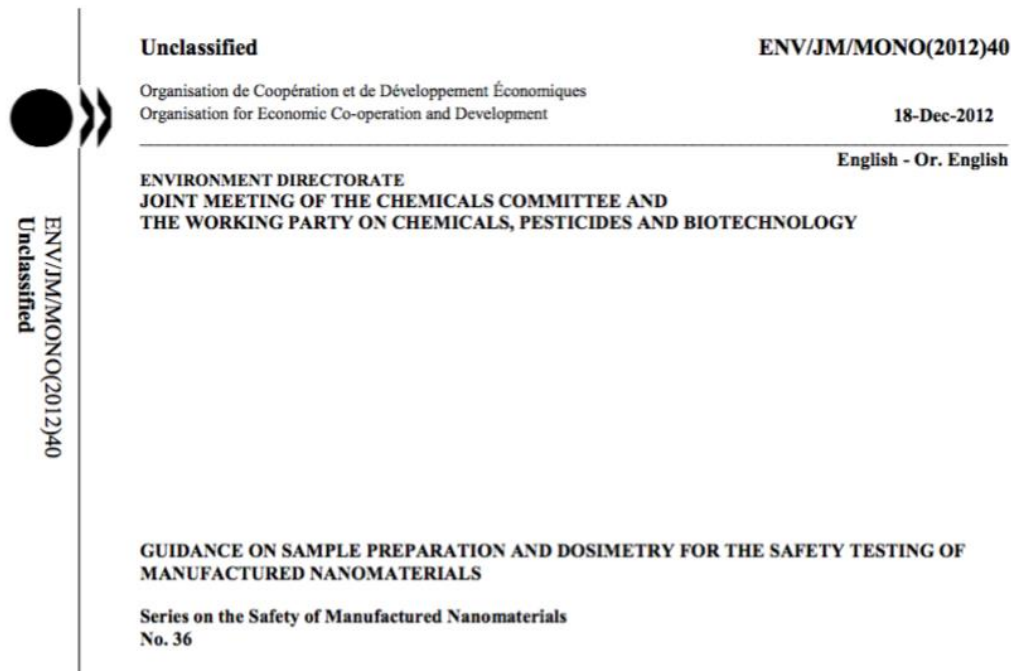 Unclassified
ENV/JM/MONO(2012)40
Organisation de Coopération et de Développement Économiques
Organisation for Economic Co-operation and Development
18-Dec-2012
English - Or. English
ENVIRONMENT DIRECTORATE
JOINT MEETING OF THE CHEMICALS COMMITTEE AND
THE WORKING PARTY ON CHEMICALS, PESTICIDES AND BIOTECHNOLOGY
ENV/JM/MONO(2012)40
Unclassified
GUIDANCE ON SAMPLE PREPARATION AND DOSIMETRY FOR THE SAFETY TESTING OF
MANUFACTURED NANOMATERIALS
Series on the Safety of Manufactured Nanomaterials
No. 36